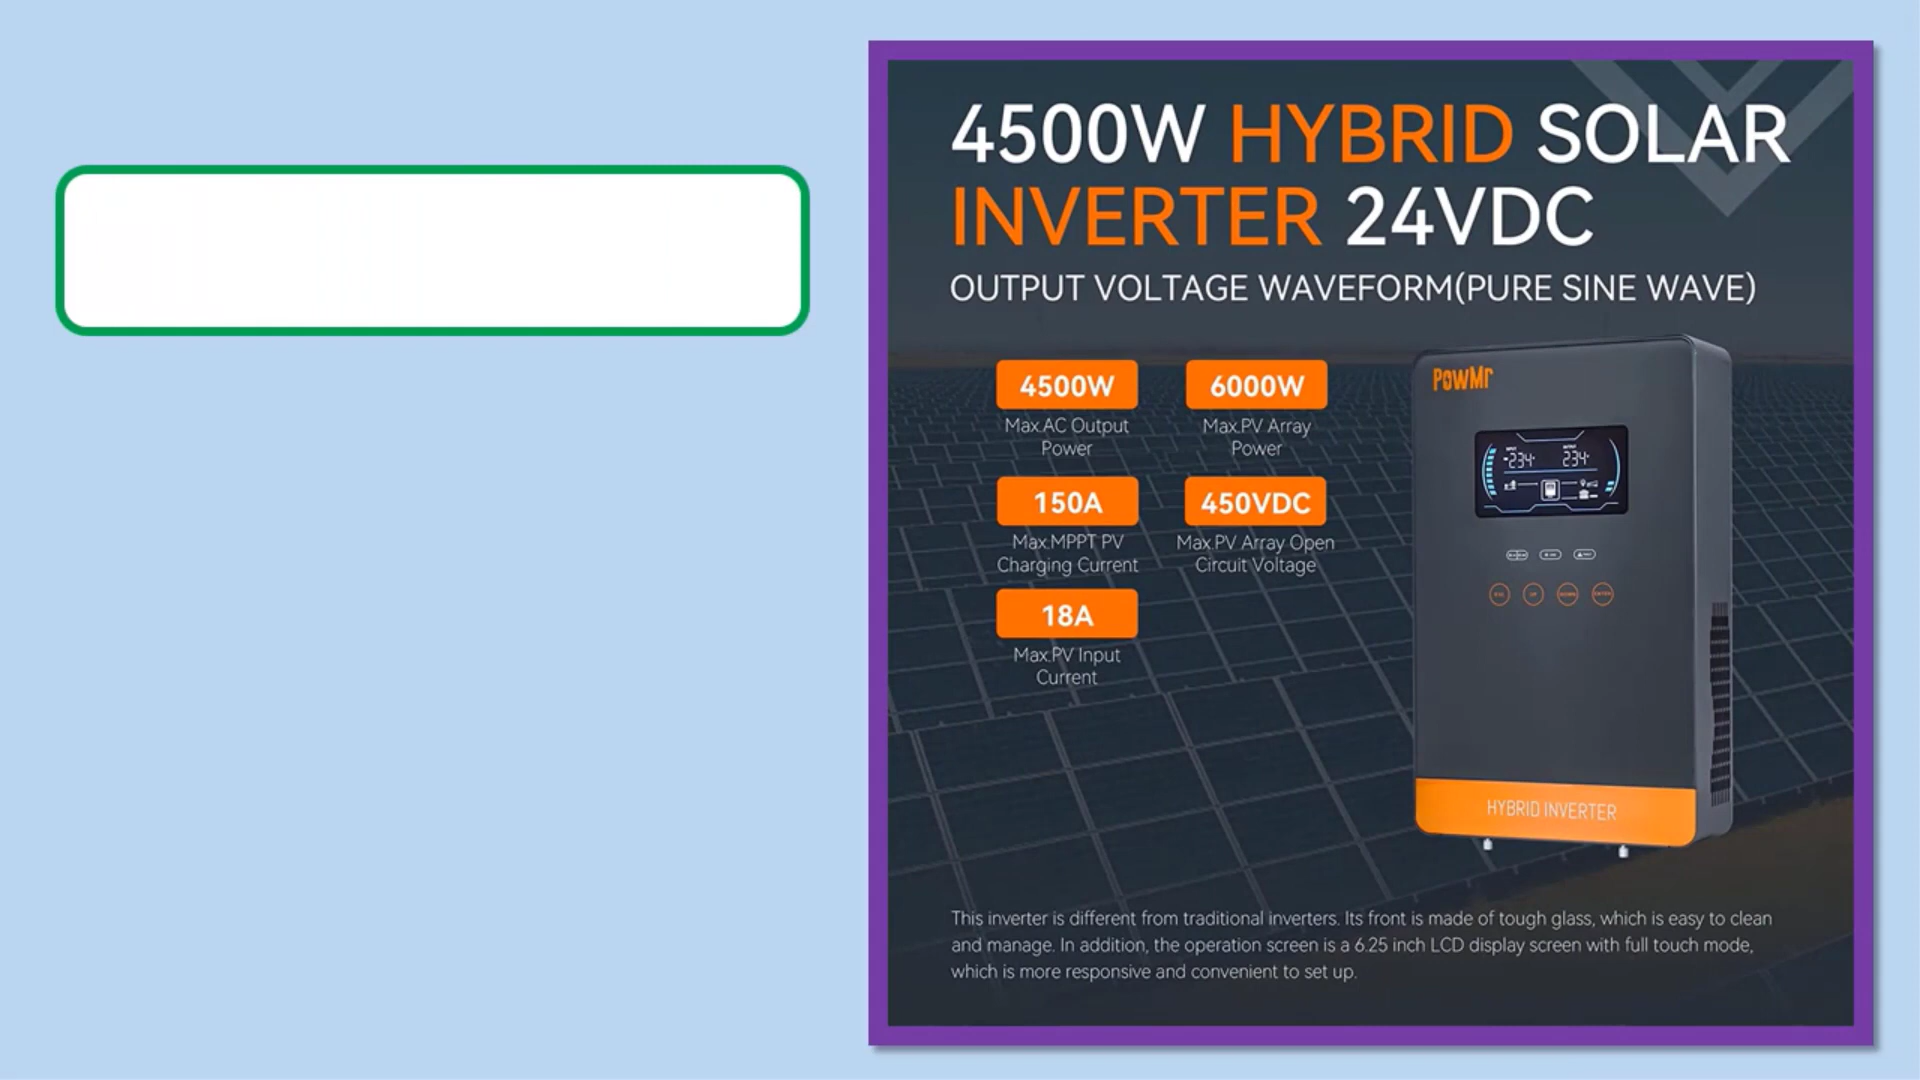 4500W HYBRID SOLAR
INVERTER 24VDC
OUTPUT VOLTAGE WAVEFORM(PURE SINE WAVE)
4500W
Max.AC Output
Power
6000W
Max.PV Array
Power
150A
Max.MPPT PV
Charging Current
450VDC
Max.PV Array Open
Circuit Voltage
18A
Max.PV Input
Current
PowMr
234
234
HYBRID INVERTER
This inverter is different from traditional inverters. Its front is made of tough glass, which is easy to clean
and manage. In addition, the operation screen is a 6.25 inch LCD display screen with full touch mode,
which is more responsive and convenient to set up.